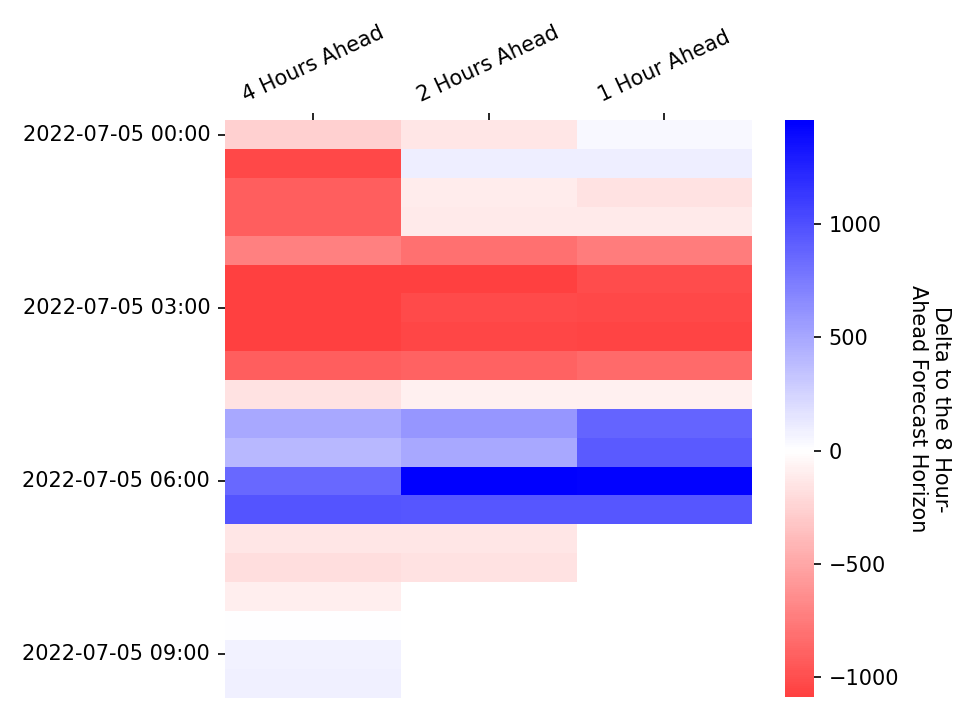 4 Hours Ahead
2 Hours Ahead
1 Hour Ahead
2022-07-05 00:00
2022-07-05 03:00
2022-07-05 06:00
2022-07-05 09:00
1000
500
0
−500
−1000
Delta to the 8 Hour-
Ahead Forecast Horizon